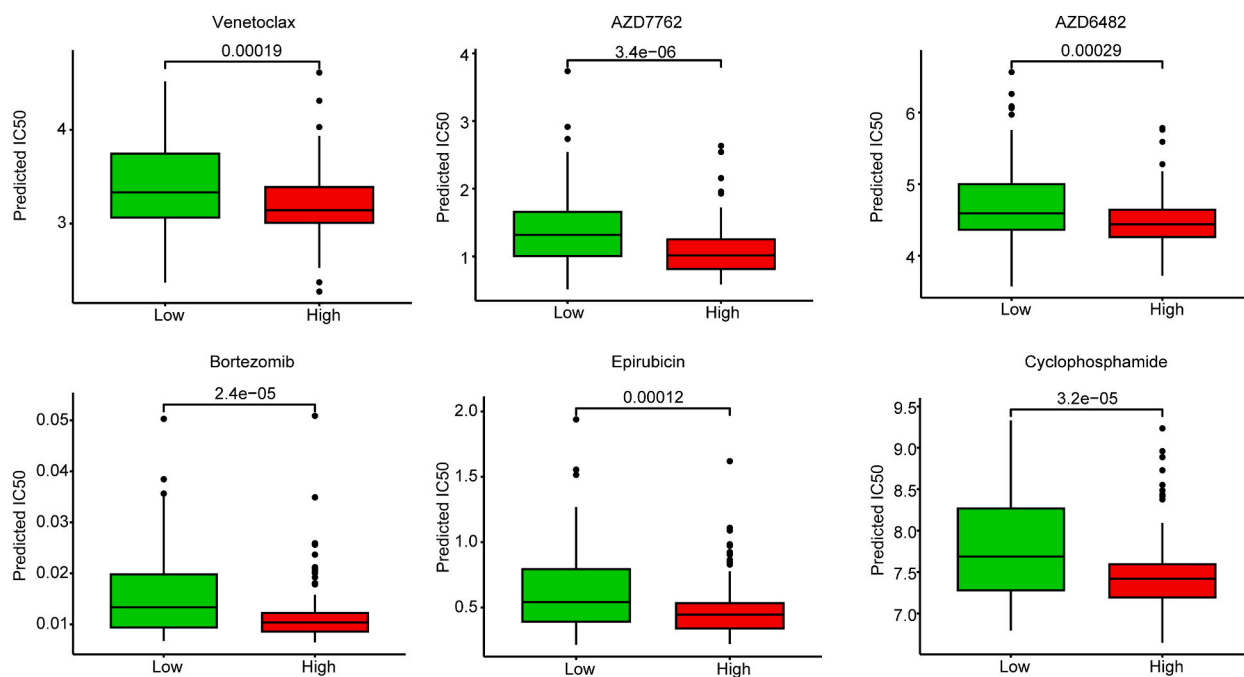 Venetoclax
0.00019
Predicted IC50
4
3
Low
High
AZD7762
3.4e−06
Predicted IC50
4
3
2
1
Low
High
AZD6482
0.00029
Predicted IC50
6
5
4
Low
High
Bortezomib
2.4e−05
Predicted IC50
0.05
0.04
0.03
0.02
0.01
Low
High
Epirubicin
0.00012
Predicted IC50
2.0
1.5
1.0
0.5
Low
High
Cyclophosphamide
3.2e−05
Predicted IC50
9.5
9.0
8.5
8.0
7.5
7.0
Low
High